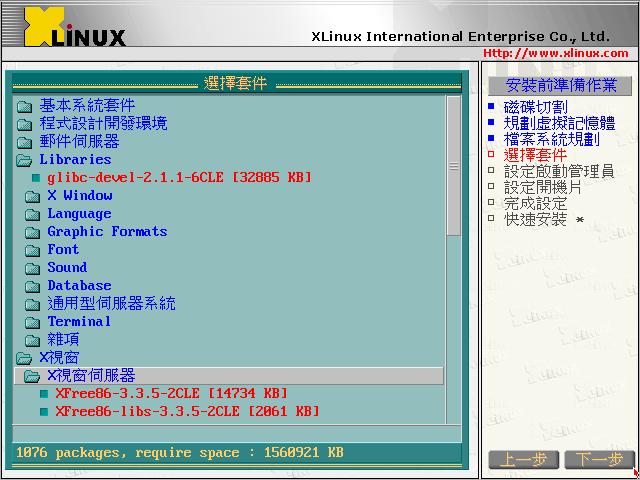 XLinux
XLinux International Enterprise Co., Ltd.
Http://www.xlinux.com
選擇套件
基本系統套件
程式設計開發環境
郵件伺服器
Libraries
glibc-devel-2.1.1-6CLE [32885 KB]
X Window
Language
Graphic Formats
Font
Sound
Database
通用型伺服器系統
Terminal
雜項
X視窗
X視窗伺服器
XFree86-3.3.5-2CLE [14734 KB]
XFree86-libs-3.3.5-2CLE [2061 KB]
1076 packages, require space : 1560921 KB
安裝前準備作業
磁碟切割
規劃虛擬記憶體
檔案系統規劃
選擇套件
設定啟動管理員
設定開機片
完成設定
快速安裝 *
上一步
下一步